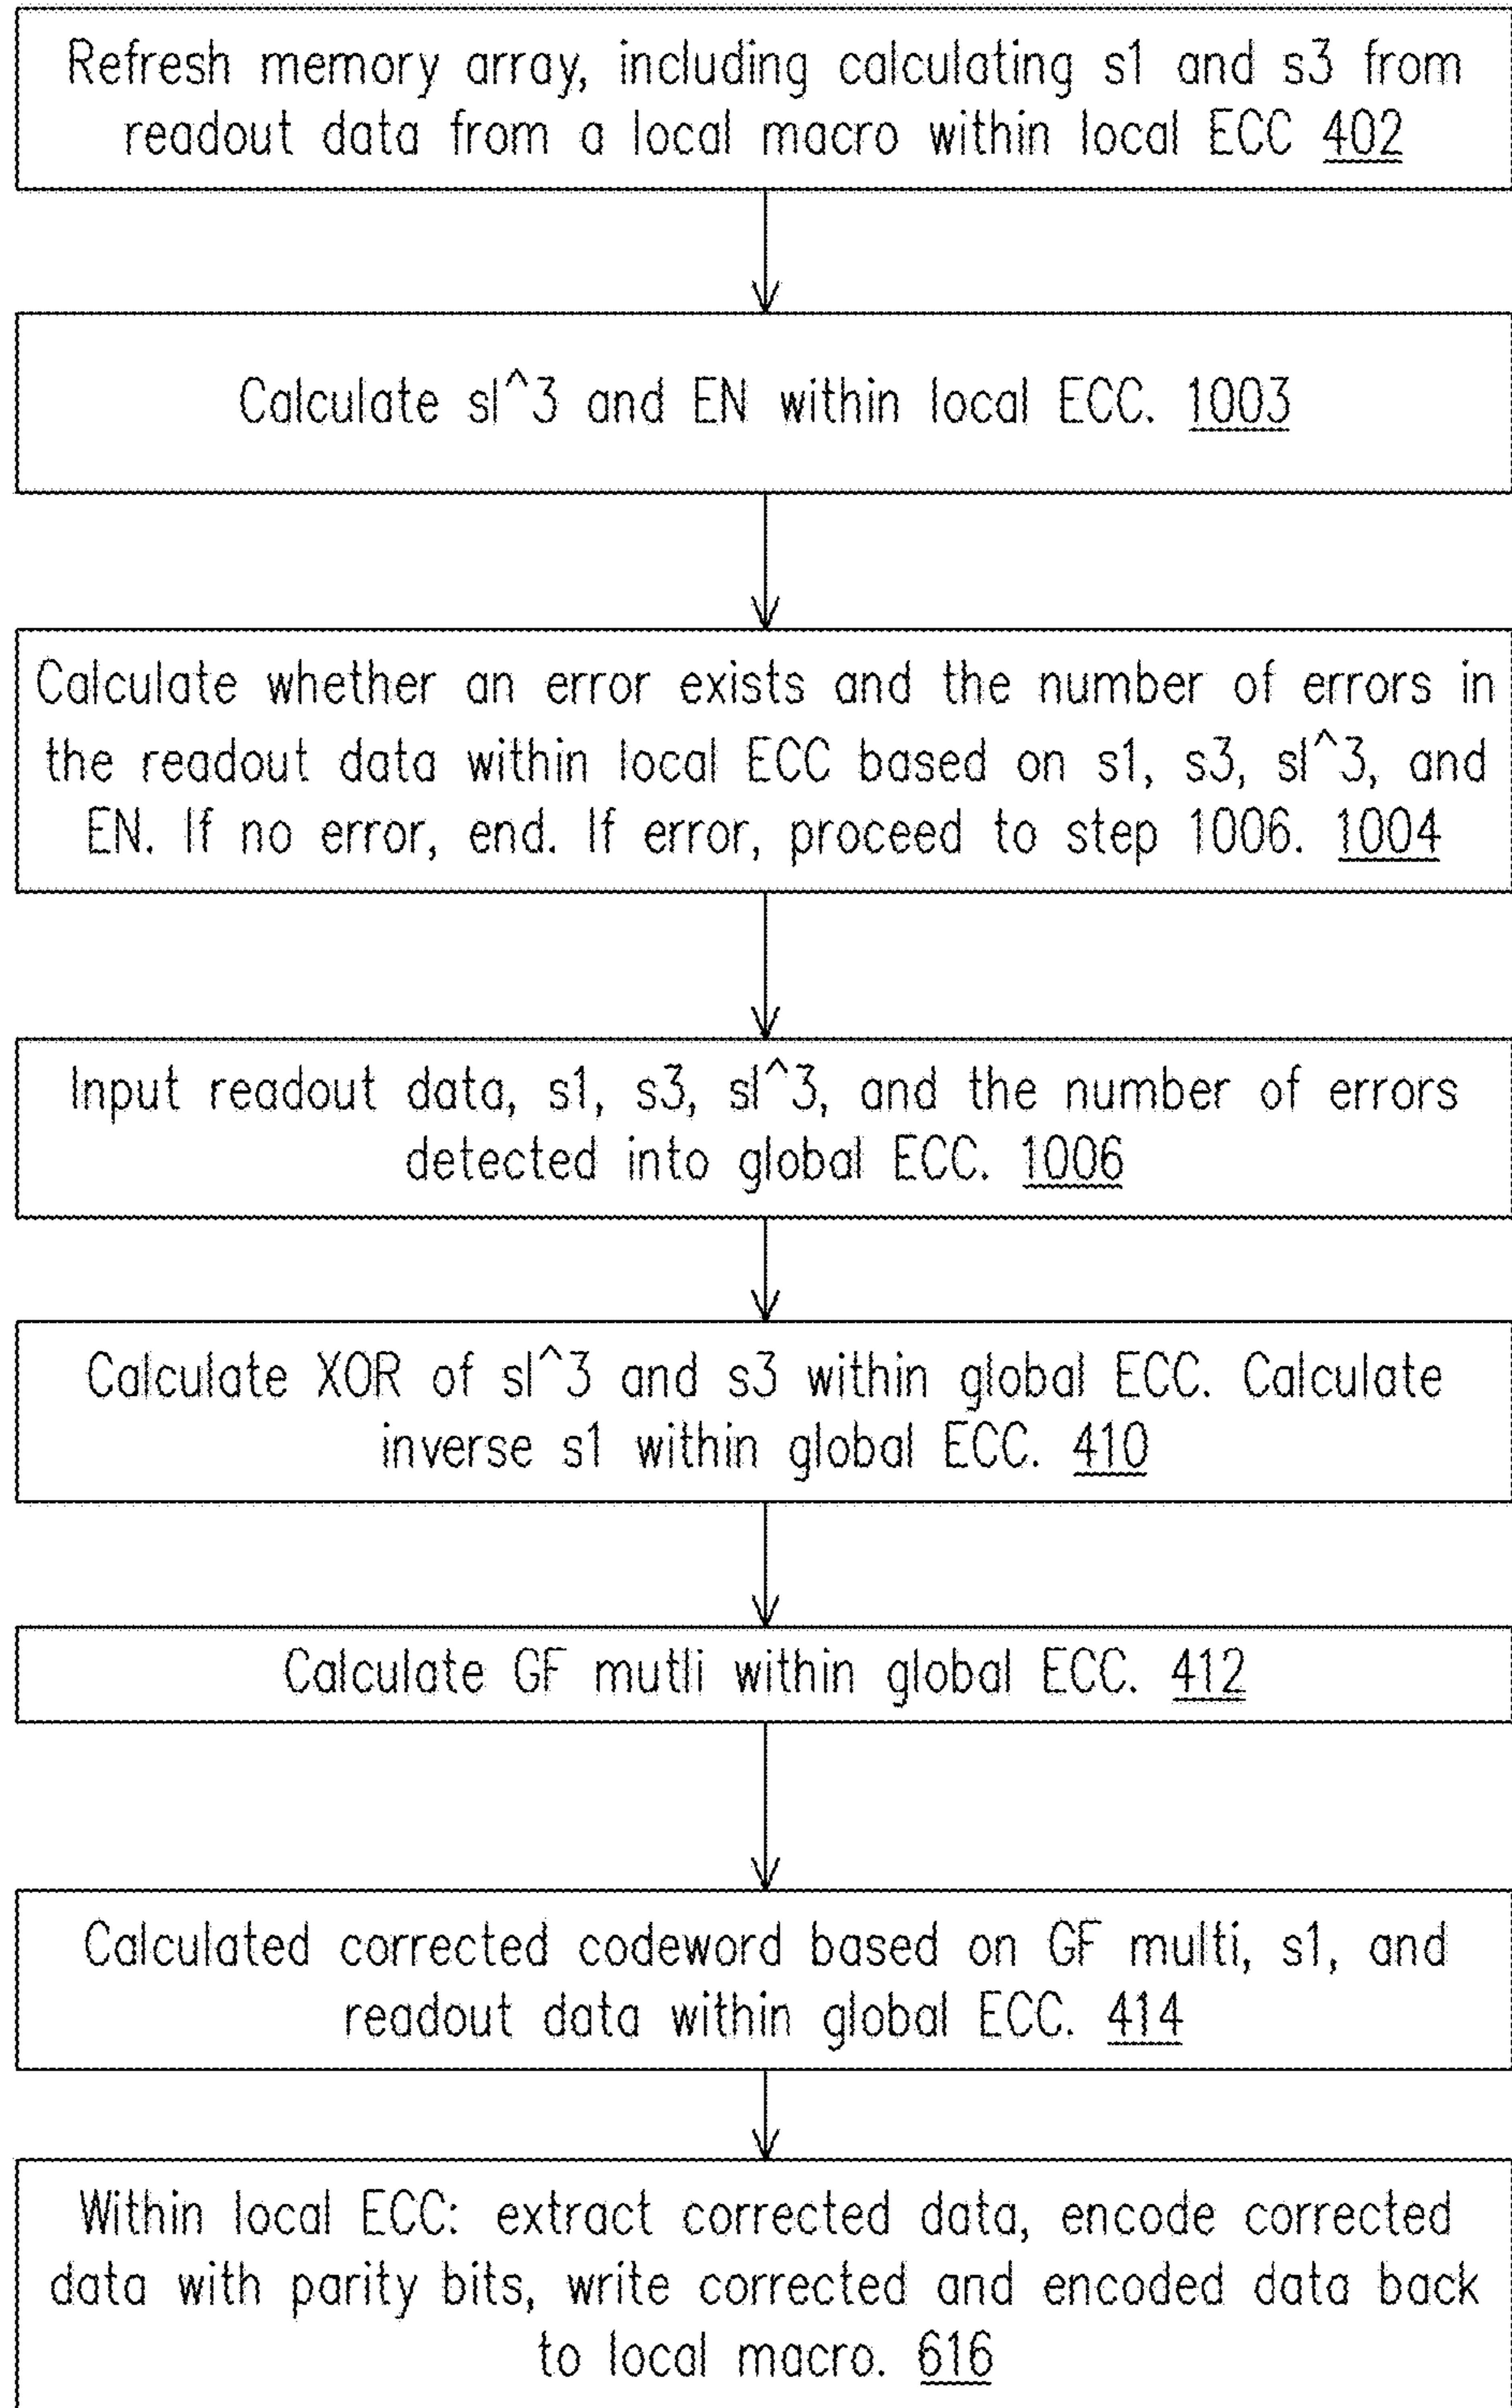 Refresh memory array, including calculating s1 and s3 from
readout data from a local macro within local ECC 402
Calculate sl^3 and EN within local ECC. 1003
Calculate whether an error exists and the number of errors in
the readout data within local ECC based on s1, s3, sl^3, and
EN. If no error, end. If error, proceed to step 1006. 1004
Input readout data, s1, s3, sl^3, and the number of errors
detected into global ECC. 1006
Calculate XOR of sl^3 and s3 within global ECC. Calculate
inverse s1 within global ECC. 410
Calculate GF mutli within global ECC. 412
Calculated corrected codeword based on GF multi, s1, and
readout data within global ECC. 414
Within local ECC: extract corrected data, encode corrected
data with parity bits, write corrected and encoded data back
to local macro. 616